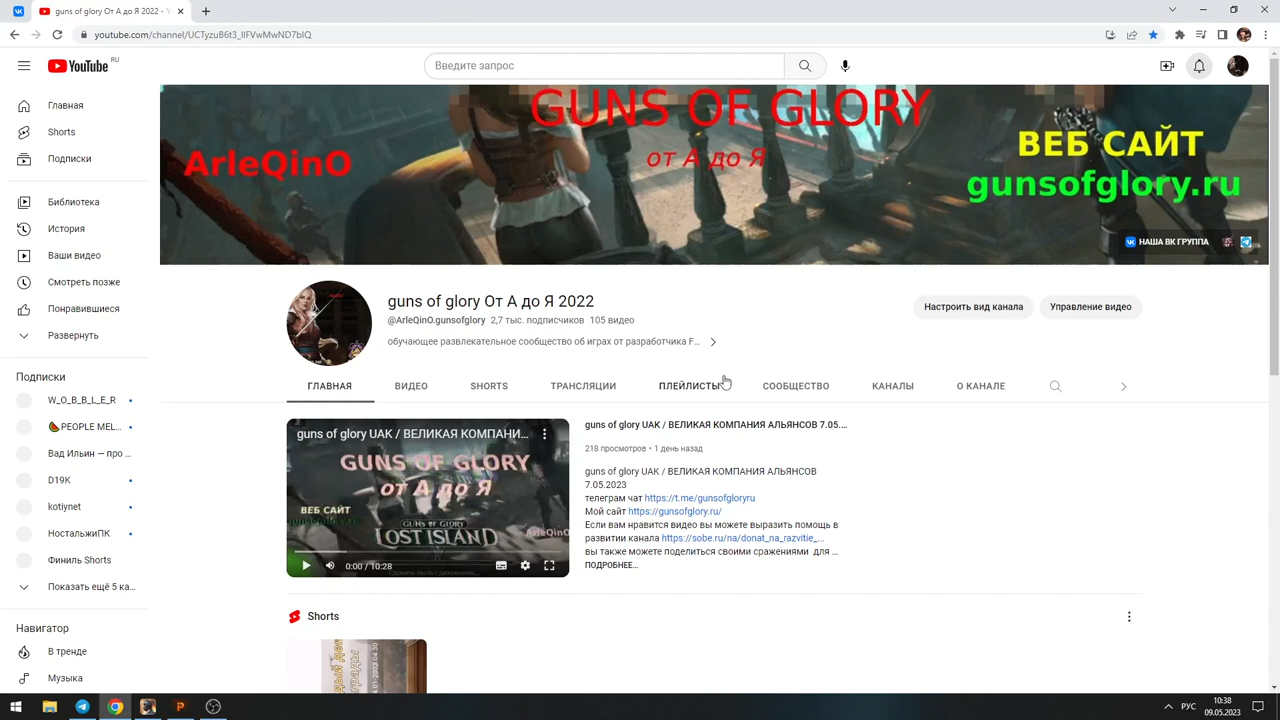 guns of glory От А до Я 2022 - Y
youtube.com/channel/UCTyzuB6t3_lIFVwMwND7bIQ
YouTube RU
Введите запрос
Главная
Shorts
Подписки
Библиотека
История
Ваши видео
Смотреть позже
Понравившиеся
Развернуть
Подписки
W_O_B_B_L_E_R
🍉PEOPLE MEL...
Вад Ильин — про ...
D19K
kotiynet
НостальжиПК
Финиль Shorts
Показать ещё 5 ка...
Навигатор
В тренде
Музыка
GUNS OF GLORY
от А до Я
ArleQinO
ВЕБ САЙТ
gunsofglory.ru
НАША ВК ГРУППА
guns of glory От А до Я 2022
@ArleQinO.gunsofglory 2,7 тыс. подписчиков 105 видео
обучающее развлекательное сообщество об играх от разработчика F...
Настроить вид канала
Управление видео
ГЛАВНАЯ
ВИДЕО
SHORTS
ТРАНСЛЯЦИИ
ПЛЕЙЛИСТЫ
СООБЩЕСТВО
КАНАЛЫ
О КАНАЛЕ
guns of glory UAK / ВЕЛИКАЯ КОМПАНИ...
GUNS OF GLORY
от А до Я
ВЕБ САЙТ
GUNS OF GLORY
LOST ISLAND
0:00 / 10:28
guns of glory UAK / ВЕЛИКАЯ КОМПАНИЯ АЛЬЯНСОВ 7.05....
218 просмотров • 1 день назад
guns of glory UAK / ВЕЛИКАЯ КОМПАНИЯ АЛЬЯНСОВ
7.05.2023
телеграм чат https://t.me/gunsofgloryru
Мой сайт https://gunsofglory.ru/
Если вам нравится видео вы можете выразить помощь в
развитии канала https://sobe.ru/na/donat_na_razvitie_...
вы также можете поделиться своими сражениями для ...
ПОДРОБНЕЕ...
Shorts
РУС
10:38
09.05.2023